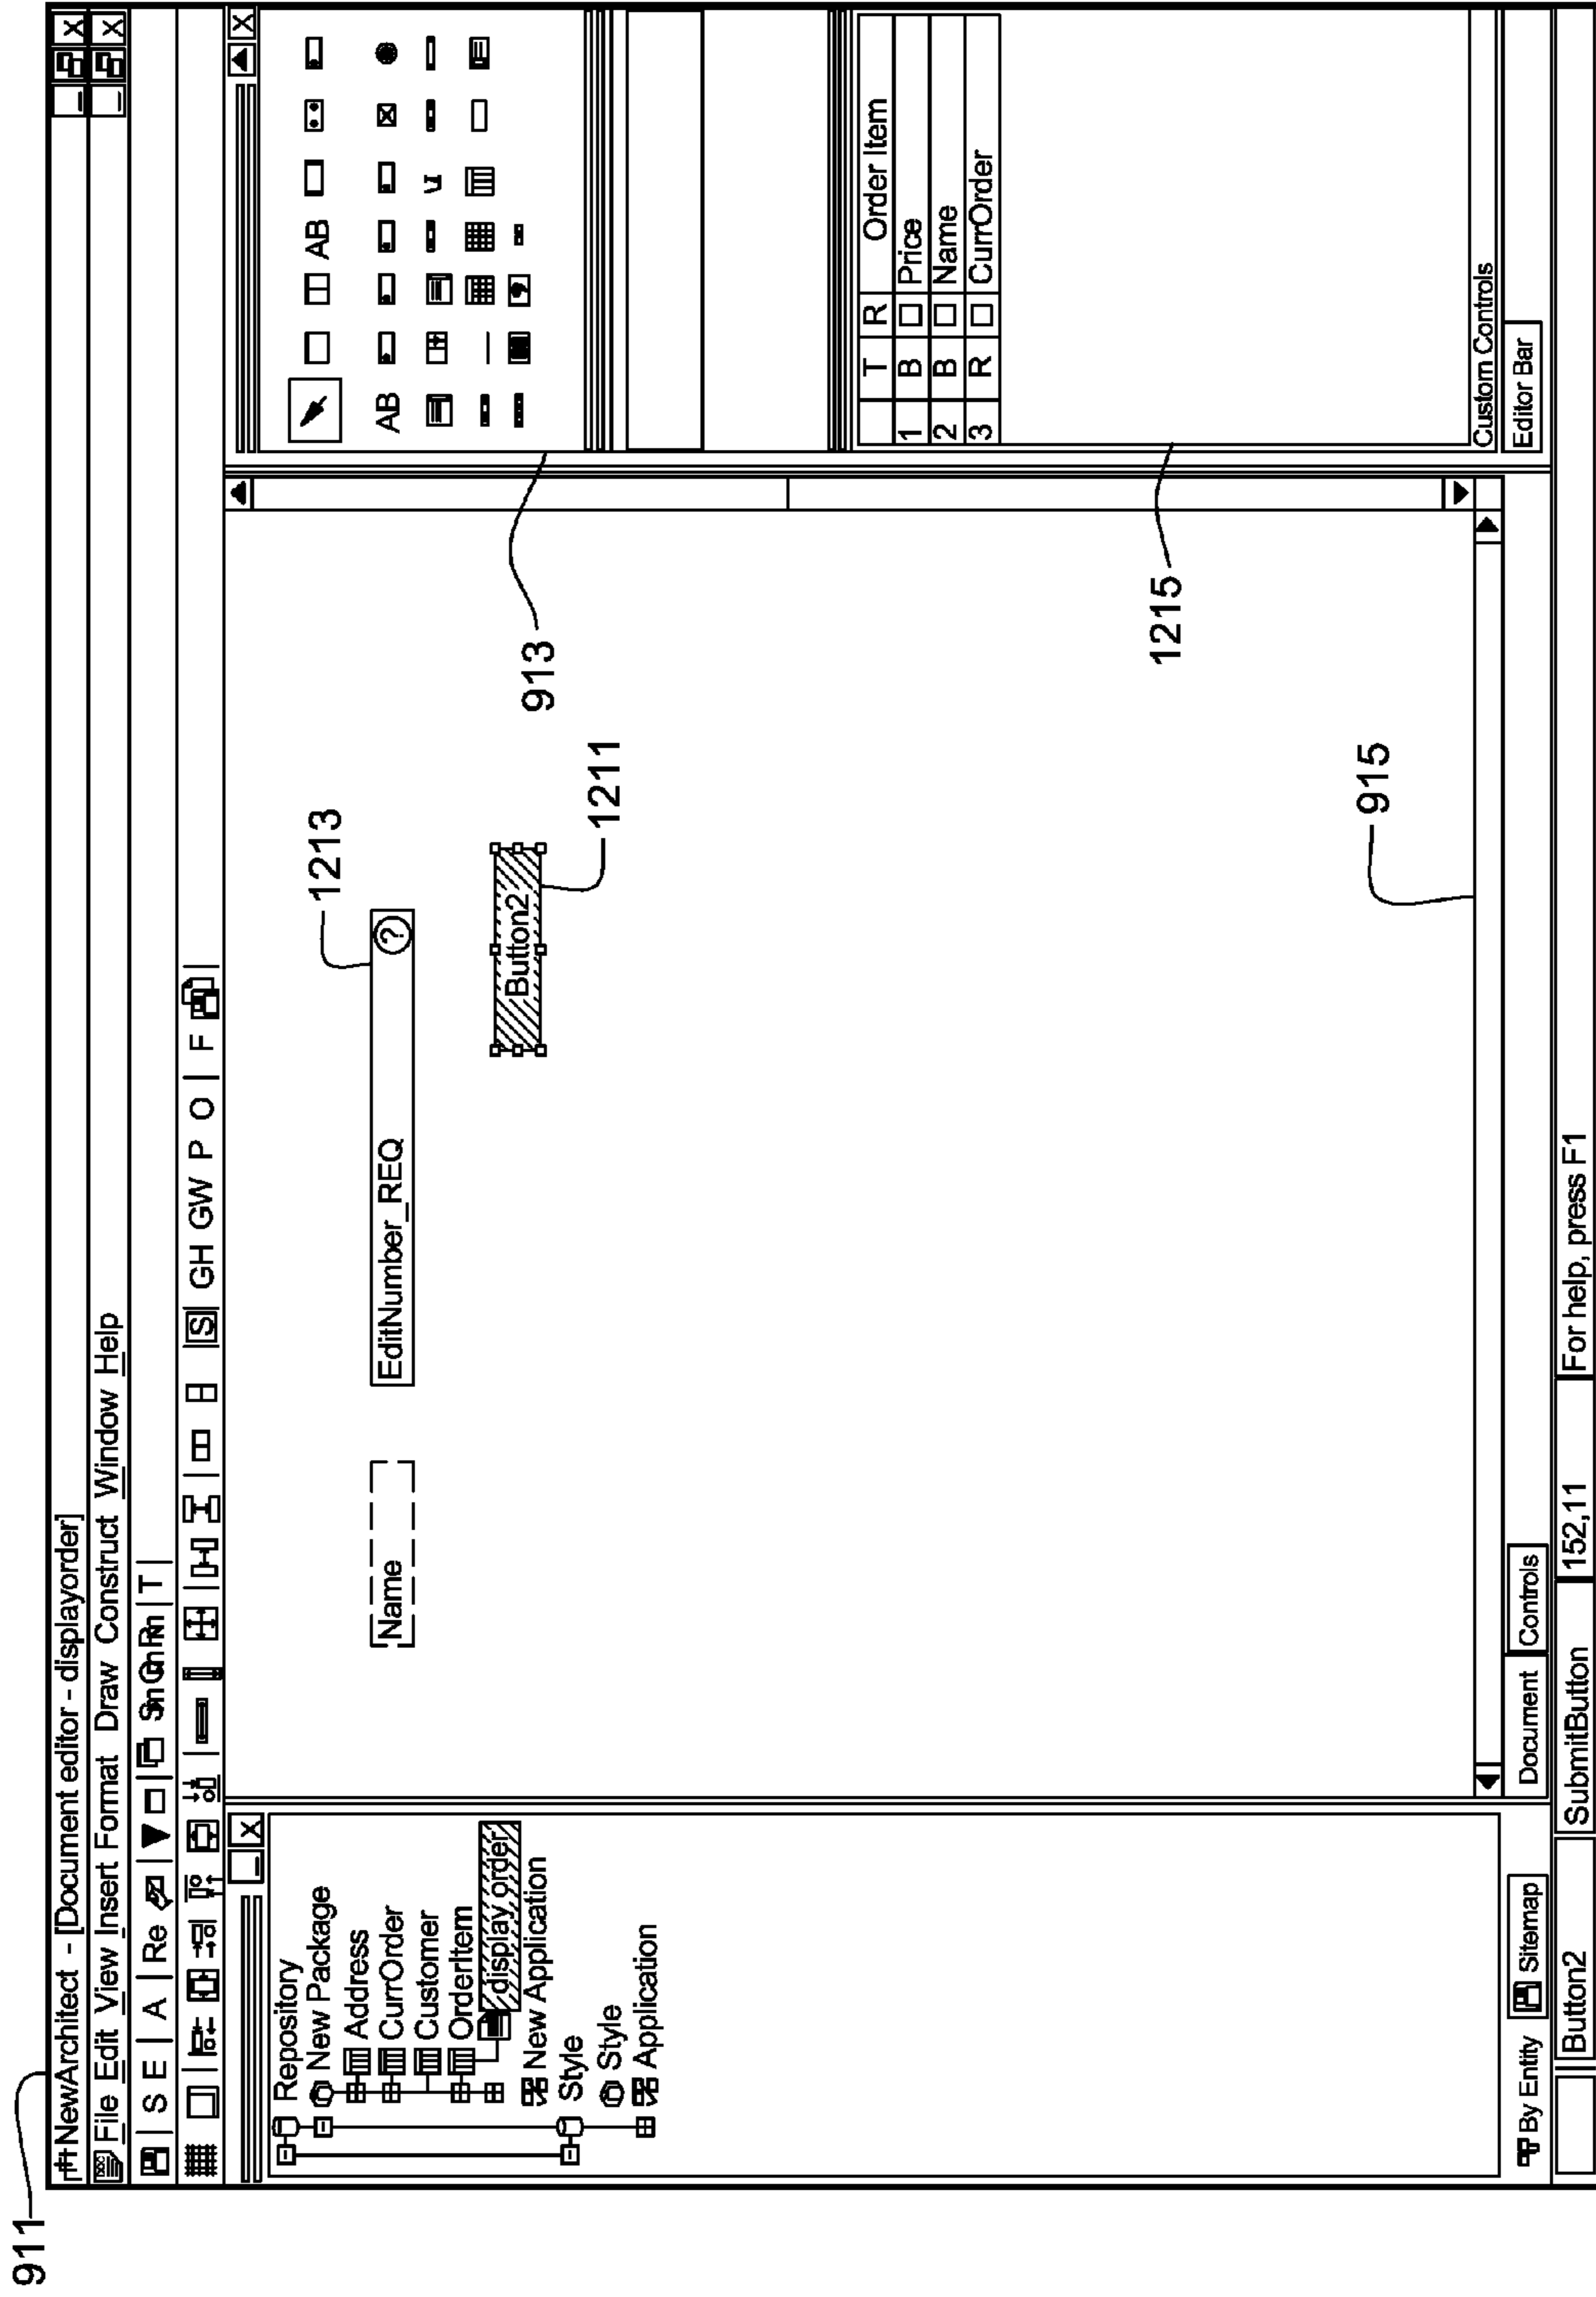 911
NewArchitect - [Document editor - displayorder]
File Edit View Insert Format Draw Construct Window Help
S E | A | Re T
S GH GW P O | F
Repository
New Package
Address
CurrOrder
Customer
OrderItem
display order
New Application
Style
Style
Application
By Entity Sitemap
Name
EditNumber_REQ ?
1213
Button2
1211
913
1215
915
Document Controls
AB
AB
T R Order Item
1 B Price
2 B Name
3 R CurrOrder
Custom Controls
Editor Bar
Button2 SubmitButton 152,11 For help, press F1